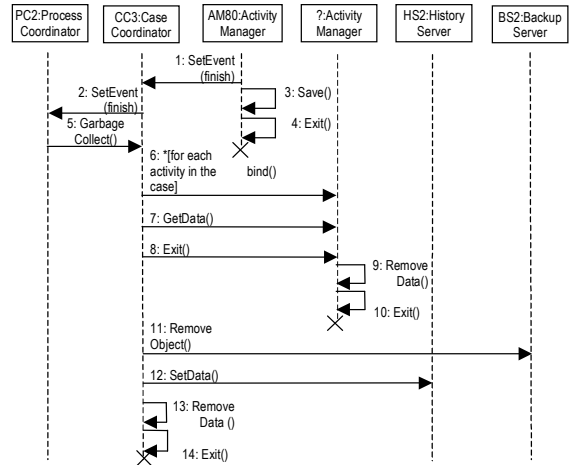 PC2:Process
Coordinator
CC3:Case
Coordinator
AM80:Activity
Manager
?:Activity
Manager
HS2:History
Server
BS2:Backup
Server
1: SetEvent
(finish)
2: SetEvent
(finish)
3: Save()
4: Exit()
5: Garbage
Collect()
6: *[for each
activity in the
case]
bind()
7: GetData()
8: Exit()
9: Remove
Data()
10: Exit()
11: Remove
Object()
12: SetData()
13: Remove
Data ()
14: Exit()